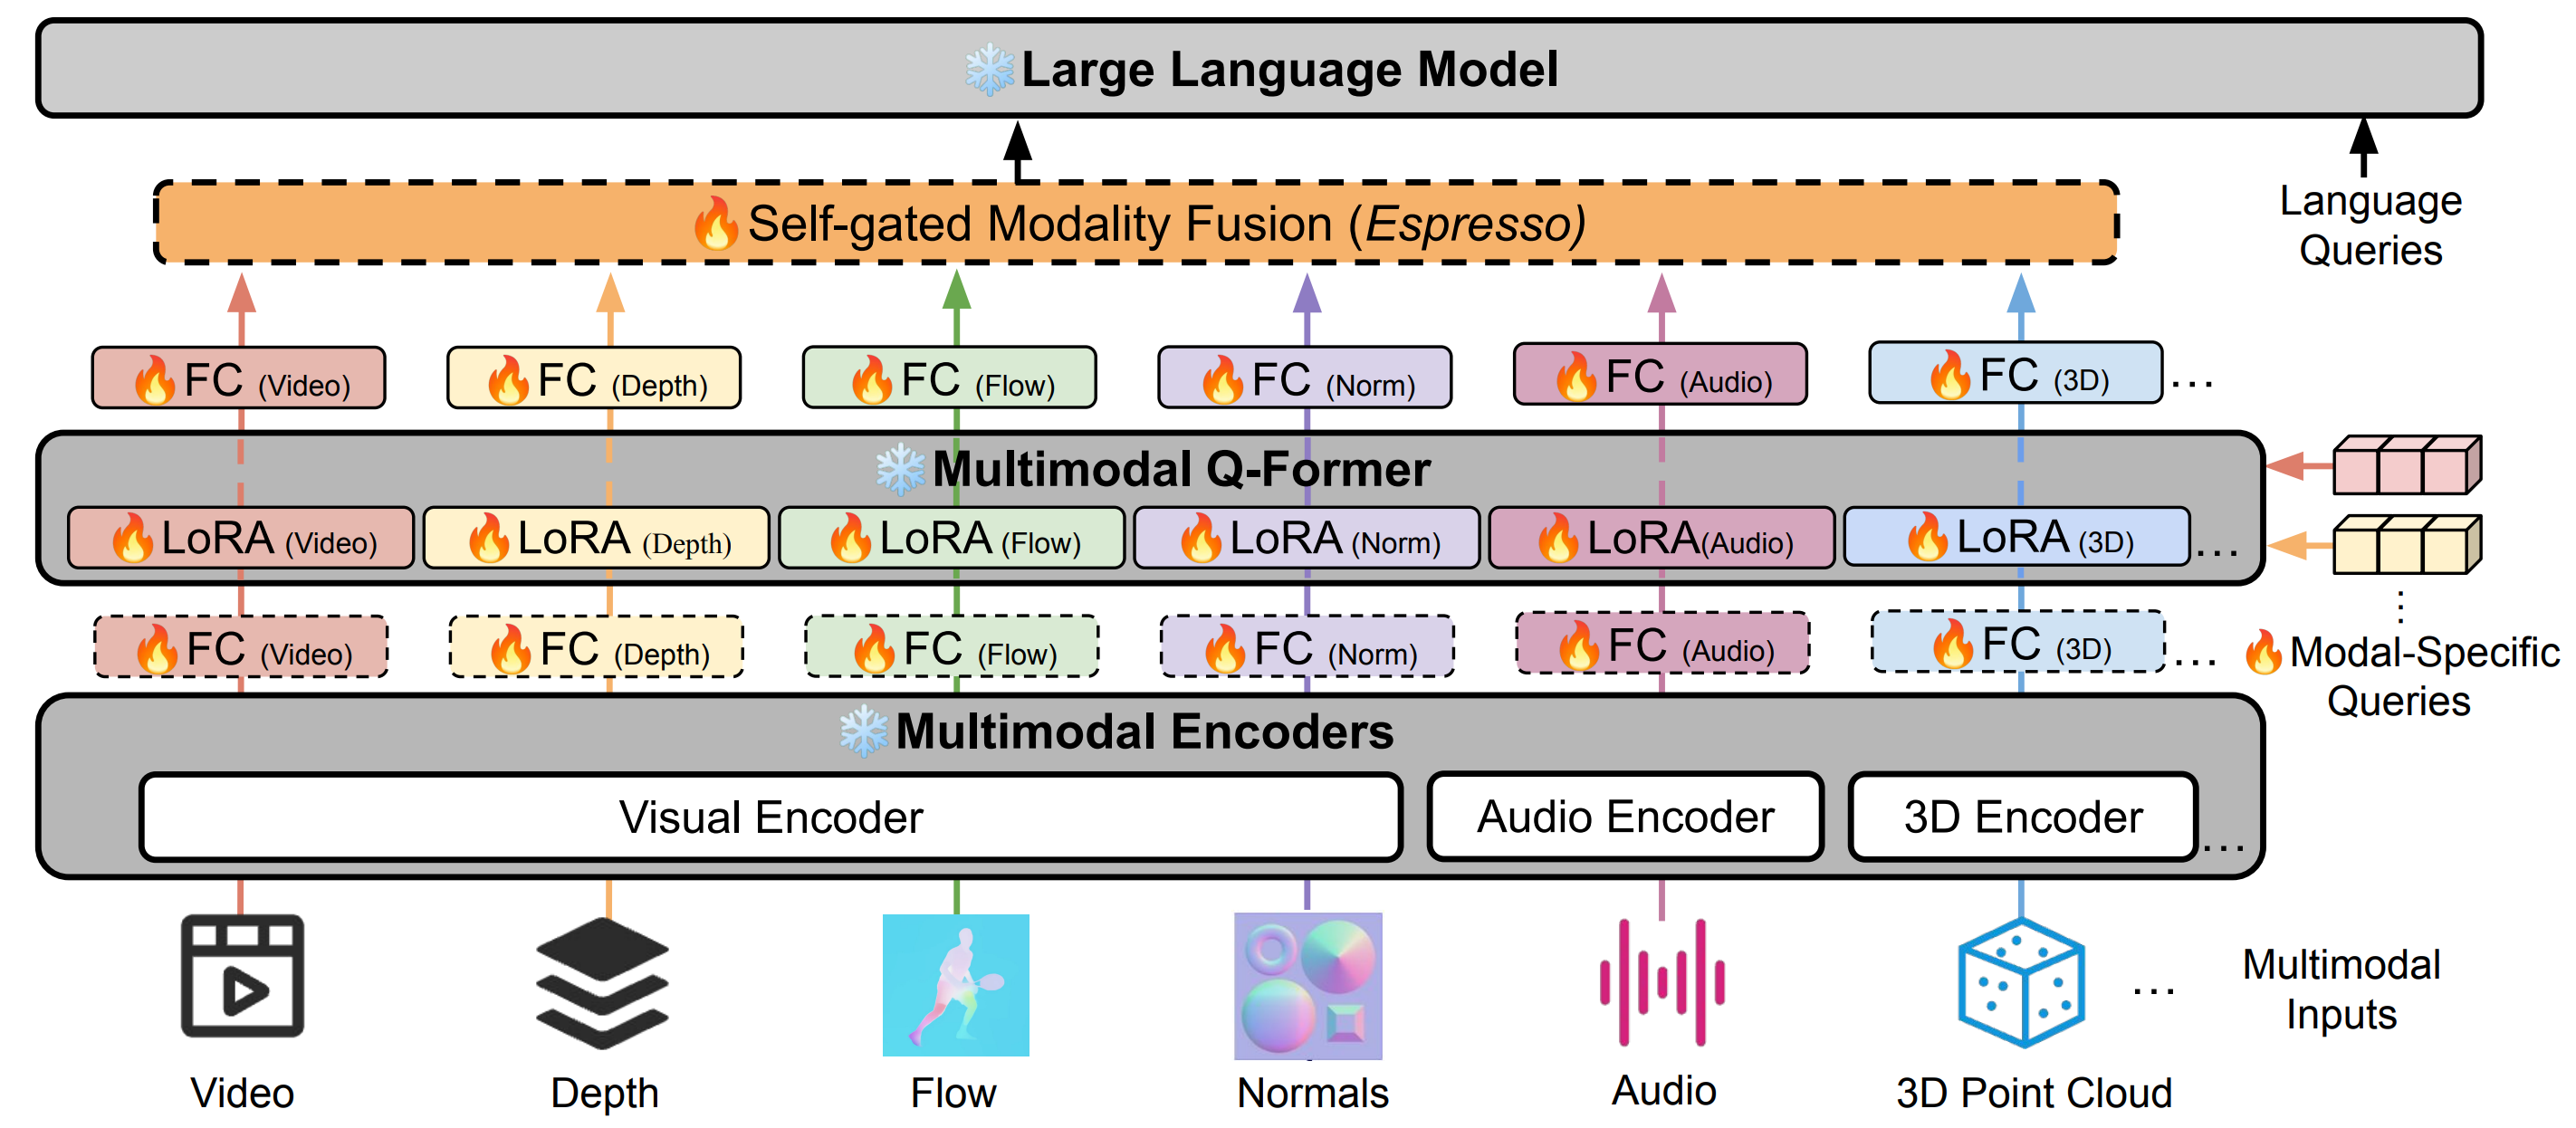 Large Language Model
Self-gated Modality Fusion (Espresso)
Language
Queries
FC (Video)
FC (Depth)
FC (Flow)
FC (Norm)
FC (Audio)
FC (3D)
...
Multimodal Q-Former
LoRA (Video)
LoRA (Depth)
LoRA (Flow)
LoRA (Norm)
LoRA(Audio)
LoRA (3D)
...
FC (Video)
FC (Depth)
FC (Flow)
FC (Norm)
FC (Audio)
FC (3D)
...
...
Modal-Specific
Queries
Multimodal Encoders
Visual Encoder
Audio Encoder
3D Encoder
...
...
Multimodal
Inputs
Video
Depth
Flow
Normals
Audio
3D Point Cloud